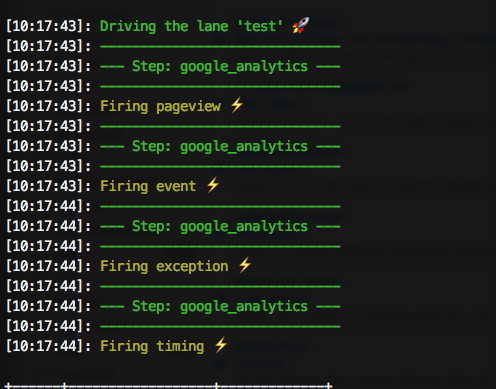 [10:17:43]: Driving the lane 'test' 🚀
[10:17:43]: ------------------------------
[10:17:43]: --- Step: google_analytics ---
[10:17:43]: ------------------------------
[10:17:43]: Firing pageview ⚡
[10:17:43]: ------------------------------
[10:17:43]: --- Step: google_analytics ---
[10:17:43]: ------------------------------
[10:17:43]: Firing event ⚡
[10:17:44]: ------------------------------
[10:17:44]: --- Step: google_analytics ---
[10:17:44]: ------------------------------
[10:17:44]: Firing exception ⚡
[10:17:44]: ------------------------------
[10:17:44]: --- Step: google_analytics ---
[10:17:44]: ------------------------------
[10:17:44]: Firing timing ⚡
+------+------------------+-------------+